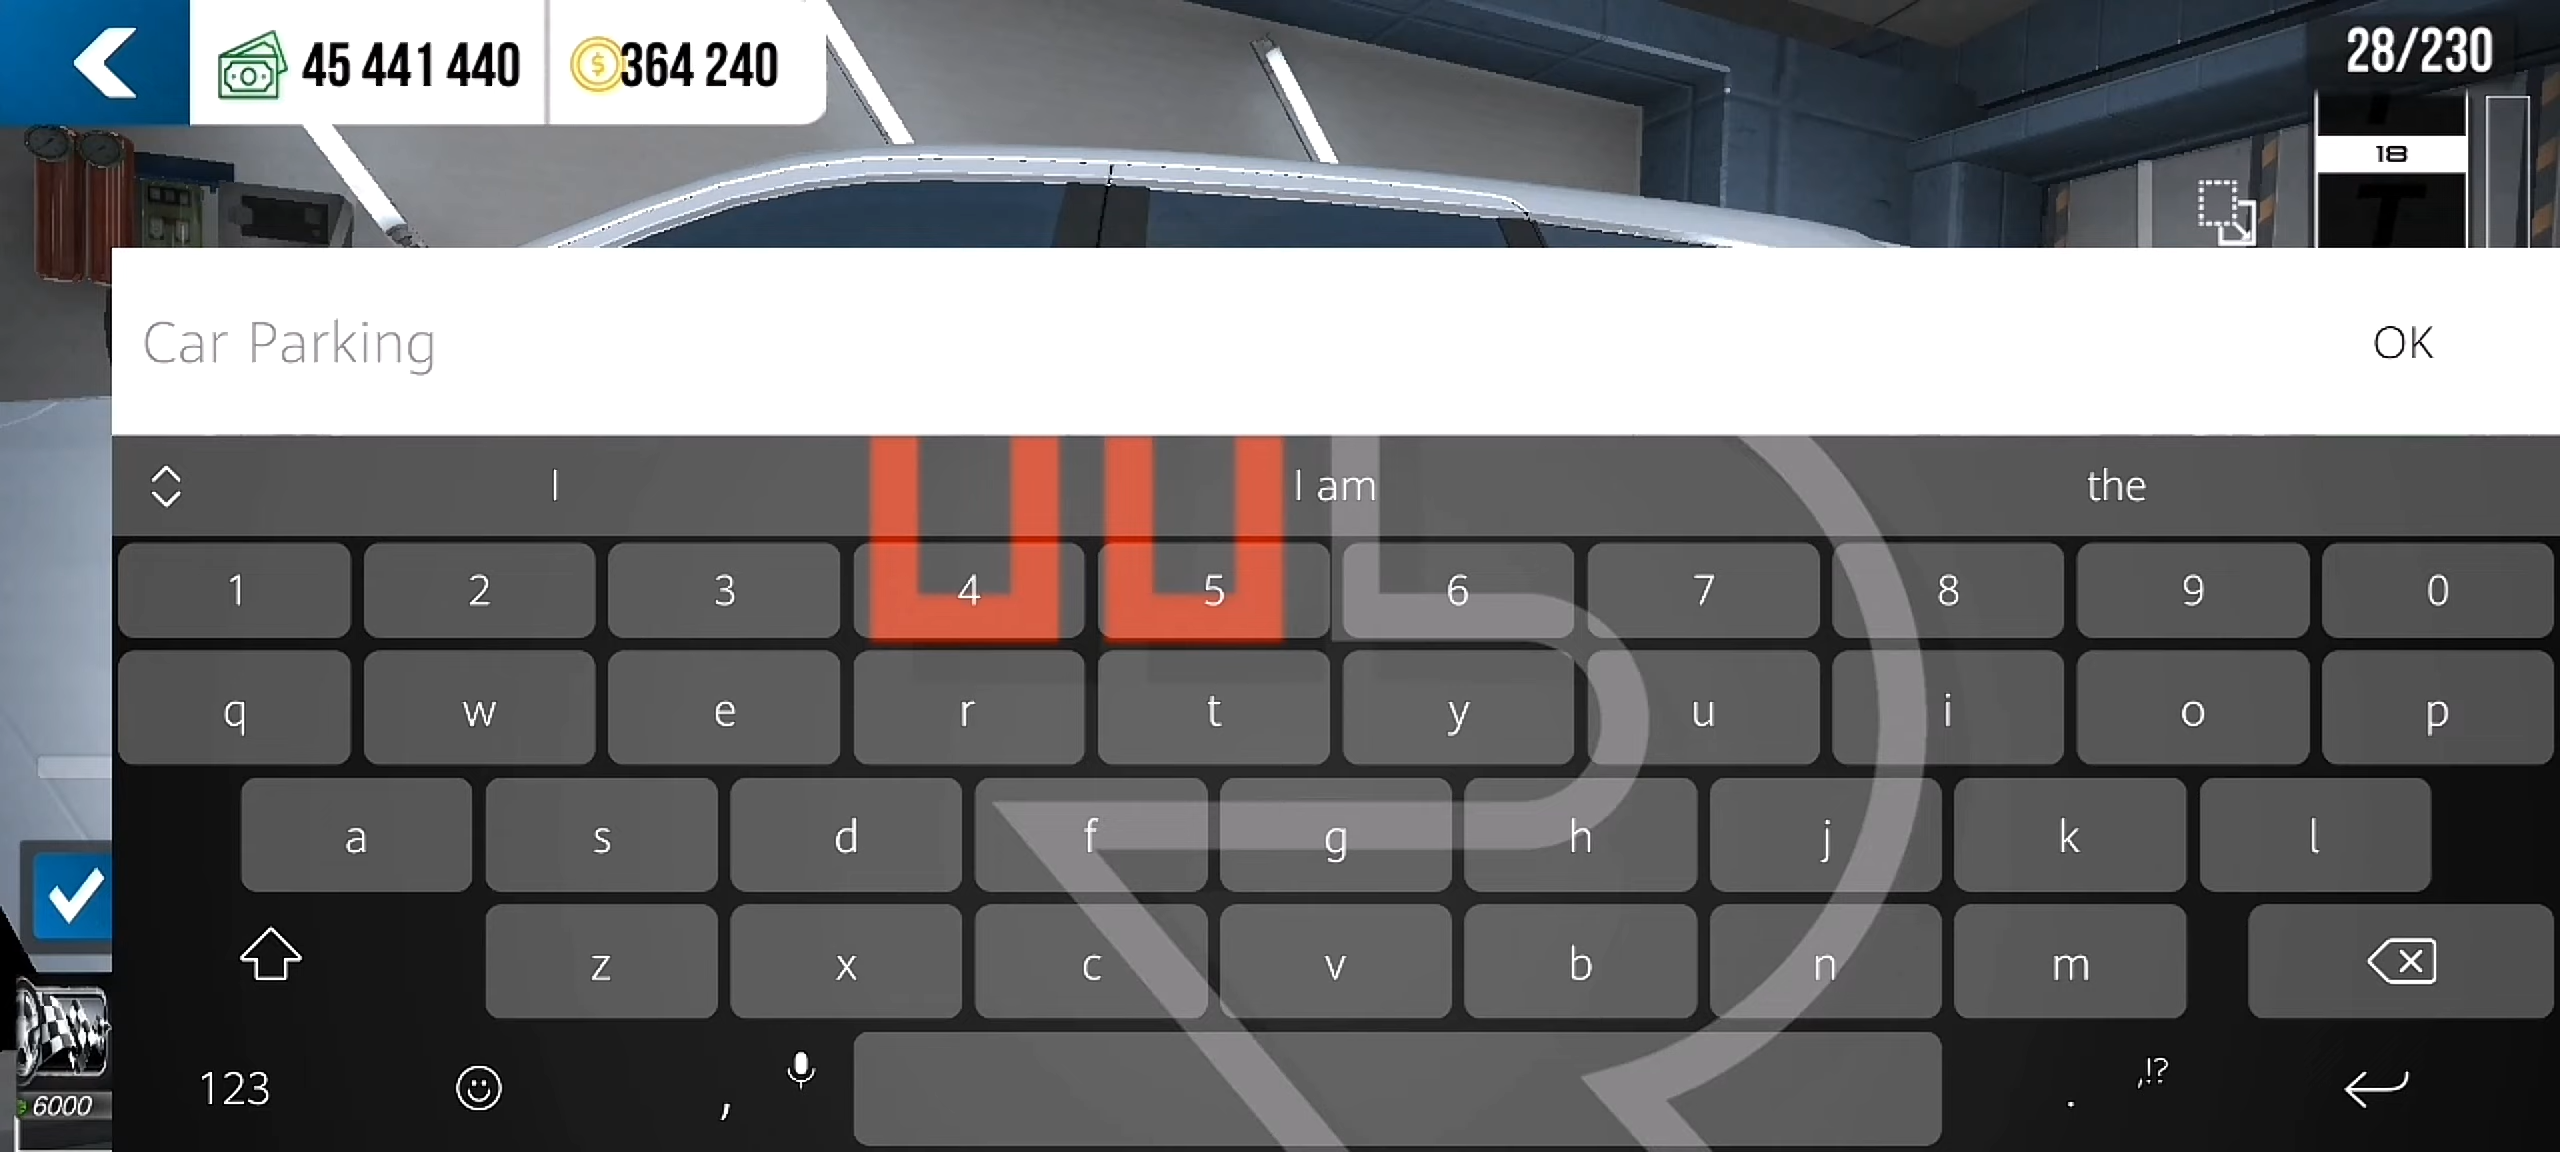 45 441 440
364 240
28/230
18
Car Parking
OK
I
I am
the
1 2 3 4 5 6 7 8 9 0
q w e r t y u i o p
a s d f g h j k l
z x c v b n m
123 , . ,!?
6000